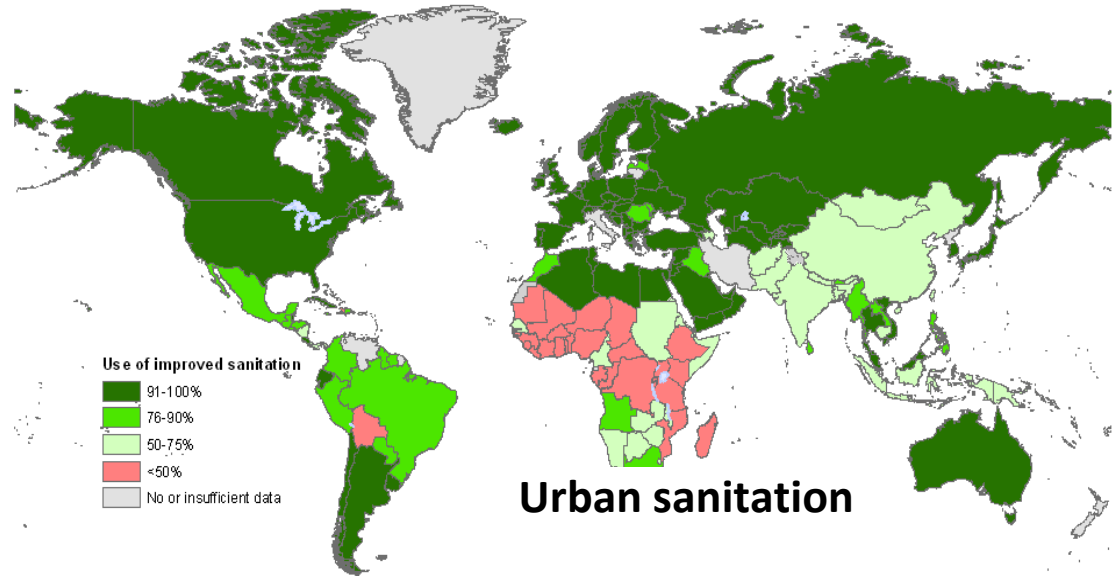 Use of improved sanitation
91-100%
76-90%
50-75%
<50%
No or insufficient data
Urban sanitation